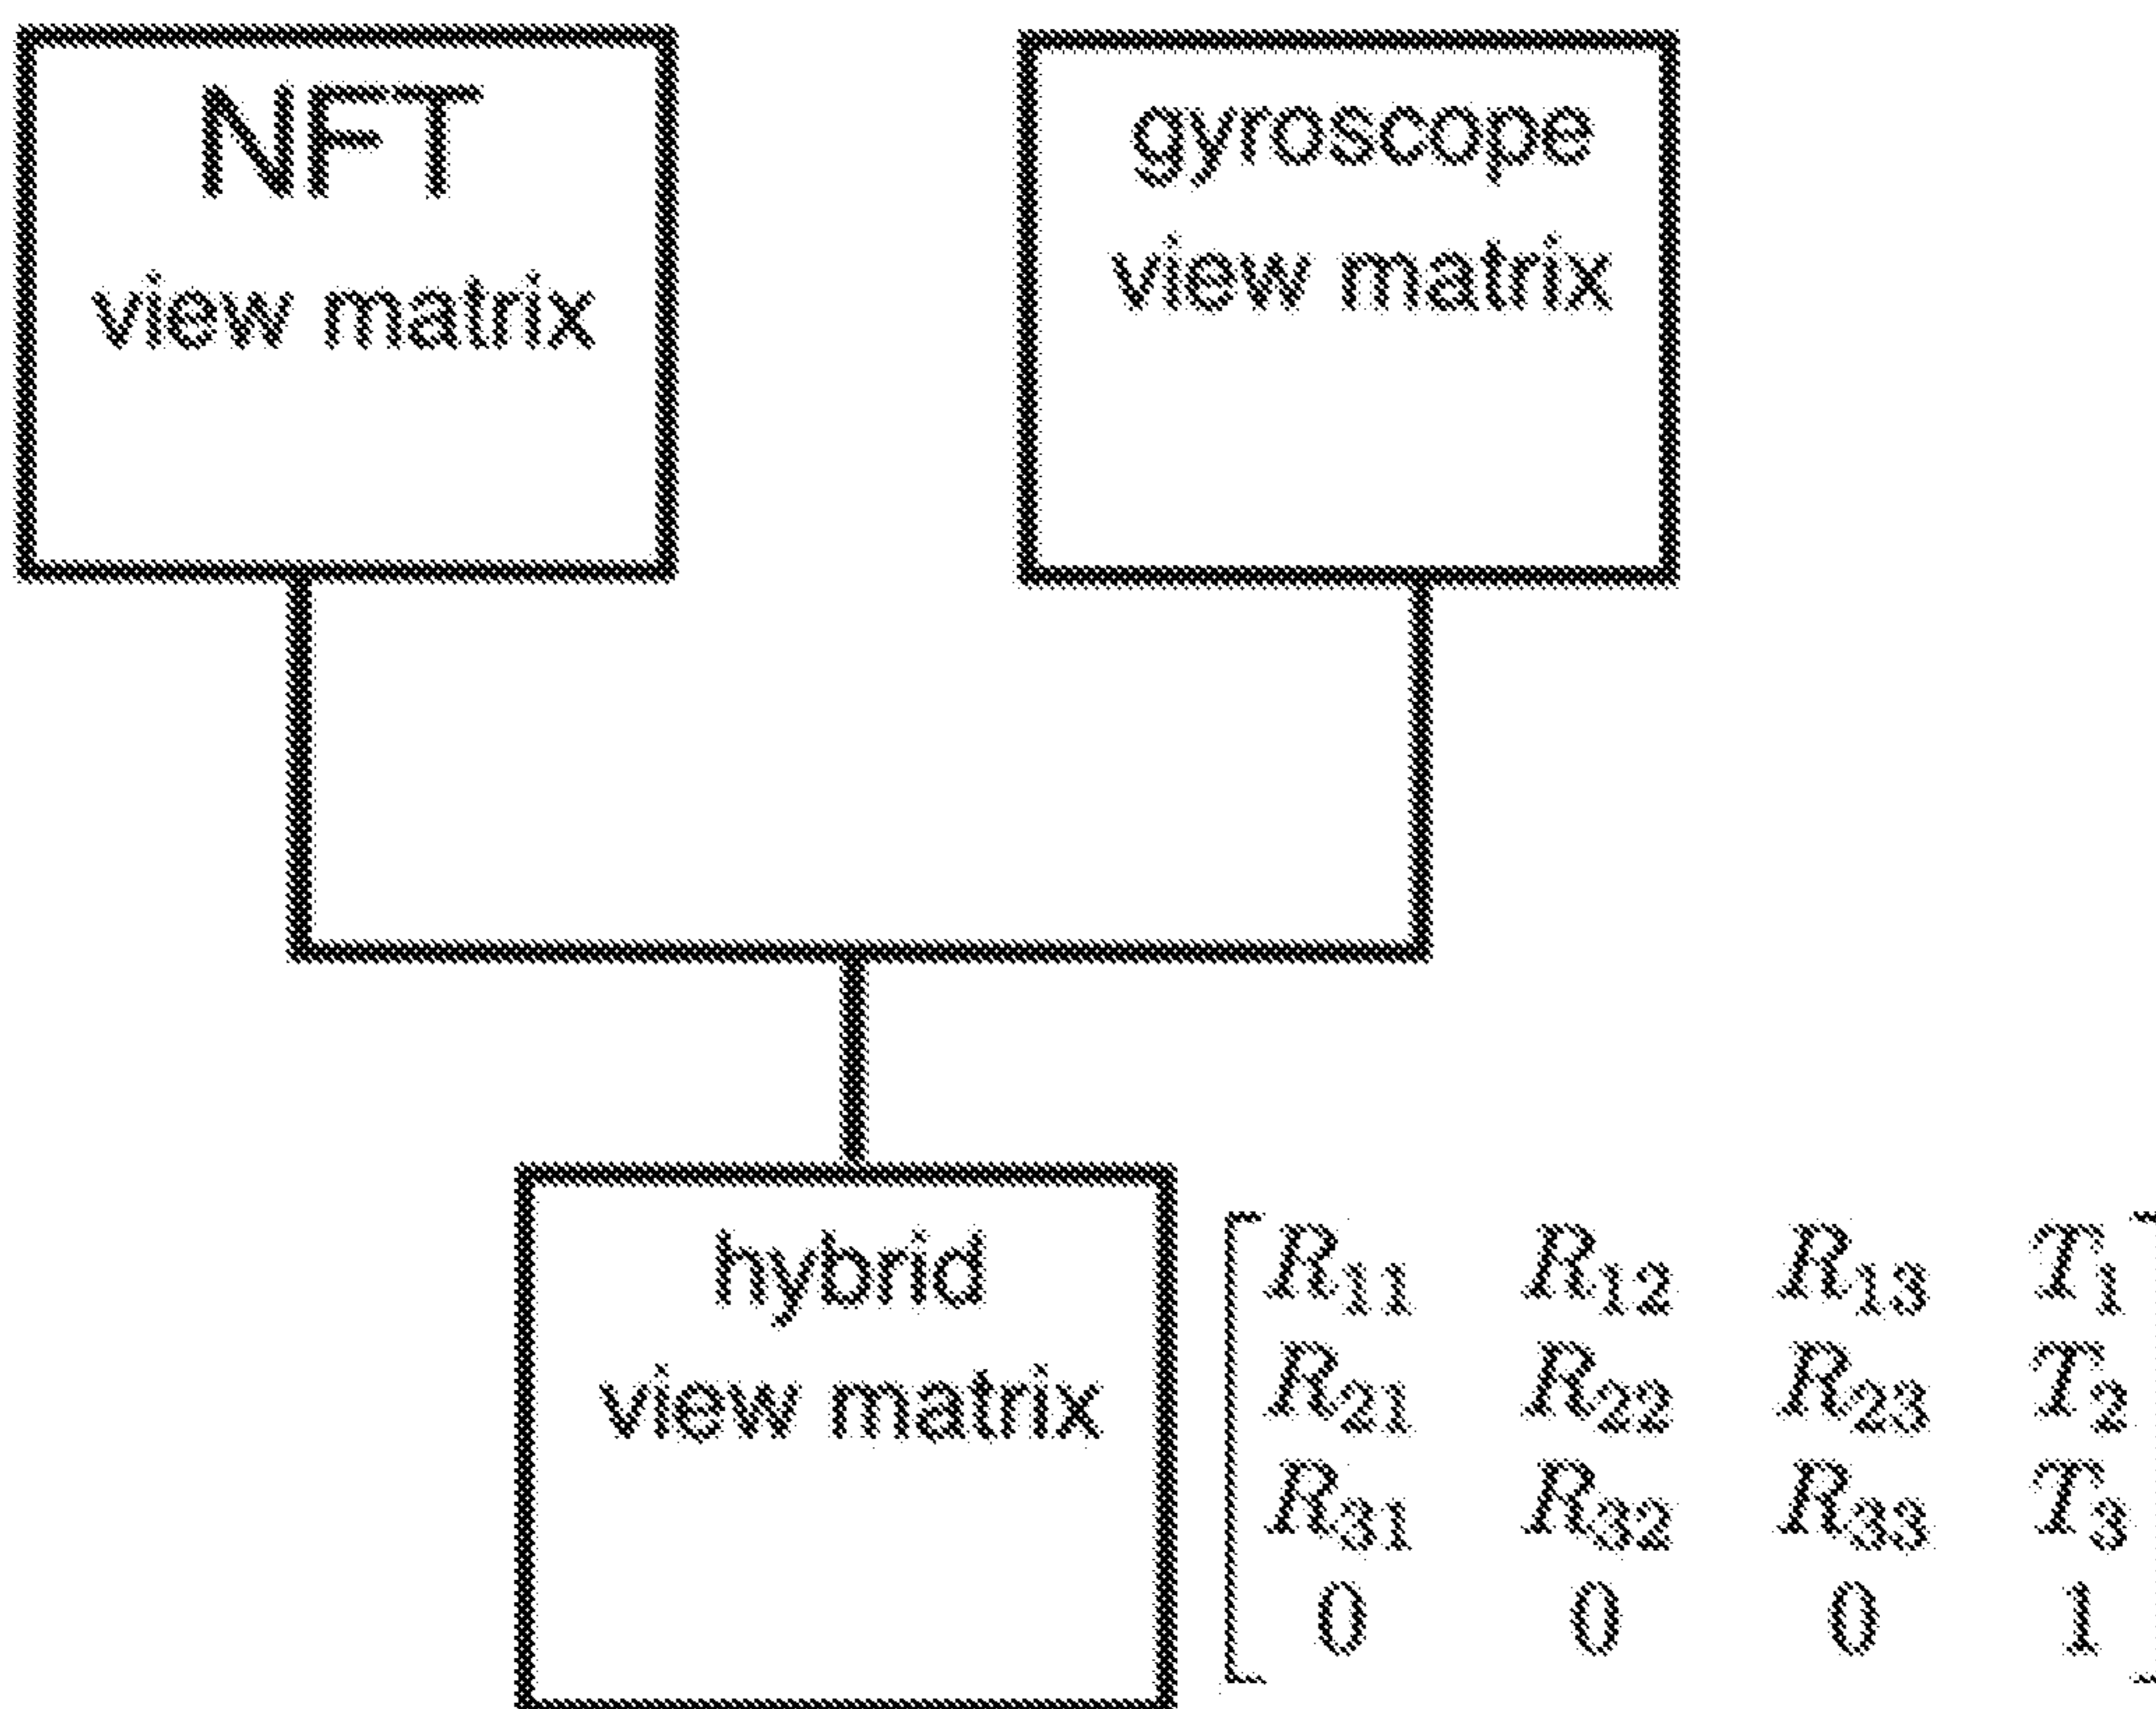 NFT
view matrix
gyroscope
view matrix
hybrid
view matrix
R₁₁ R₁₂ R₁₃ T₁
R₂₁ R₂₂ R₂₃ T₂
R₃₁ R₃₂ R₃₃ T₃
0 0 0 1